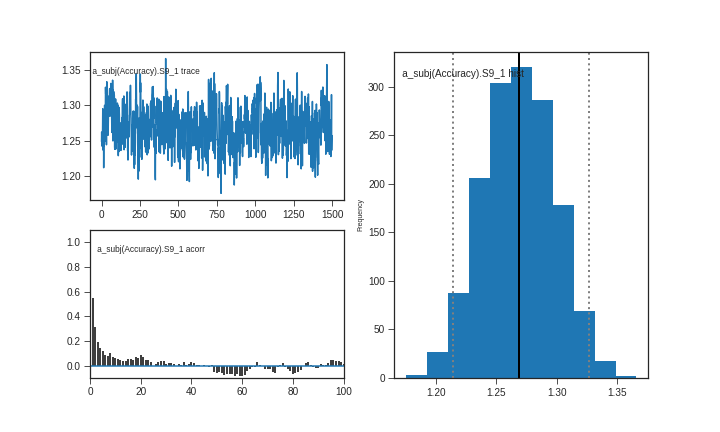 a_subj(Accuracy).S9_1 trace
1.35
1.30
1.25
1.20
0 250 500 750 1000 1250 1500
a_subj(Accuracy).S9_1 acorr
1.0
0.8
0.6
0.4
0.2
0.0
0 20 40 60 80 100
a_subj(Accuracy).S9_1 hist
Frequency
300
250
200
150
100
50
0
1.20 1.25 1.30 1.35